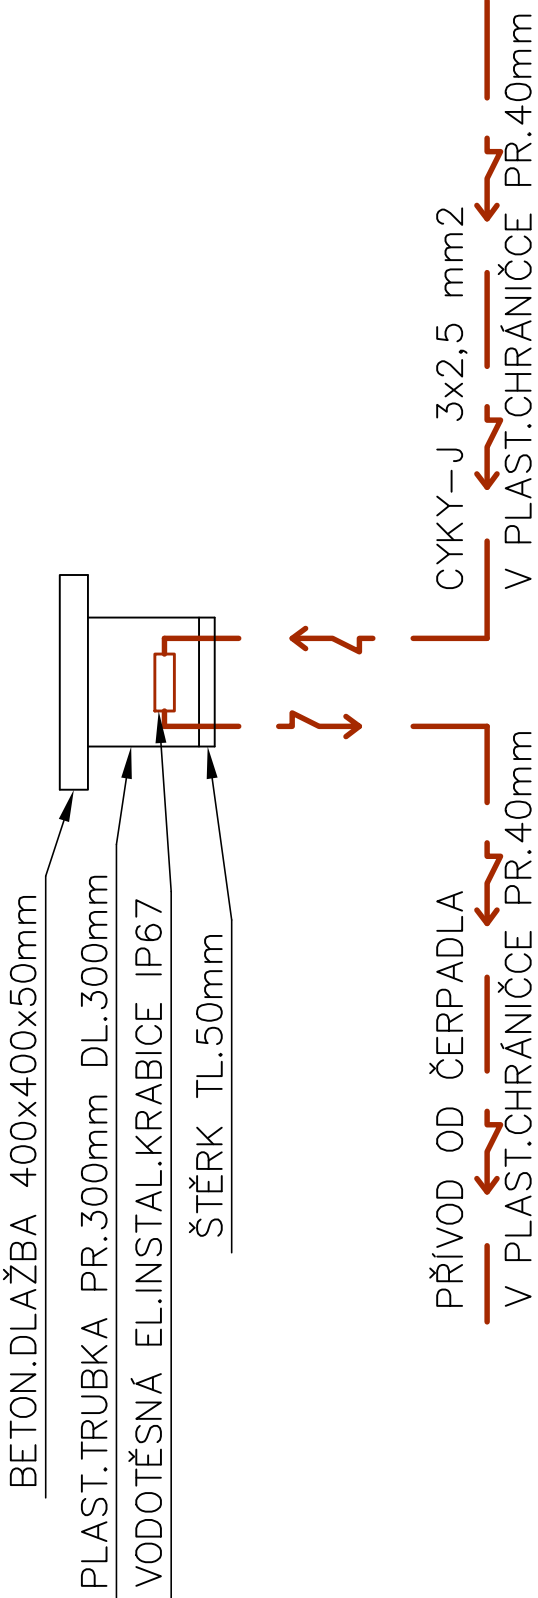 BETON.DLAŽBA 400x400x50mm
PLAST.TRUBKA PR.300mm DL.300mm
VODOTĚSNÁ EL.INSTAL.KRABICE IP67
ŠTĚRK TL.50mm
PŘÍVOD OD ČERPADLA
V PLAST.CHRÁNIČCE PR.40mm
CYKY-J 3x2,5 mm2
V PLAST.CHRÁNIČCE PR.40mm